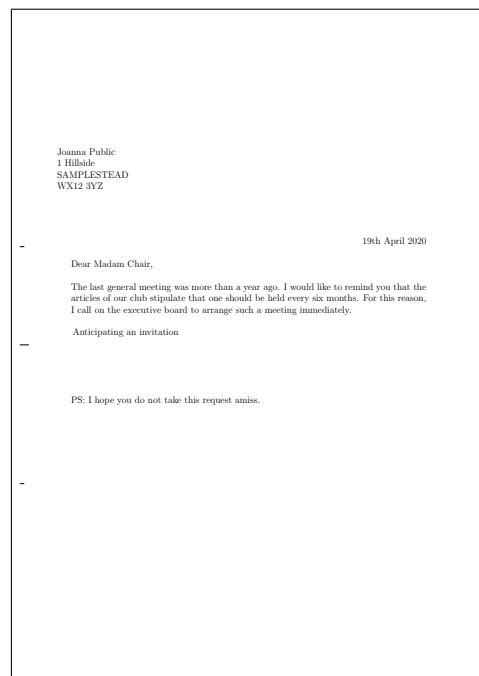 Joanna Public
1 Hillside
SAMPLESTEAD
WX12 3YZ
19th April 2020
Dear Madam Chair,
The last general meeting was more than a year ago. I would like to remind you that the
articles of our club stipulate that one should be held every six months. For this reason,
I call on the executive board to arrange such a meeting immediately.
Anticipating an invitation
PS: I hope you do not take this request amiss.